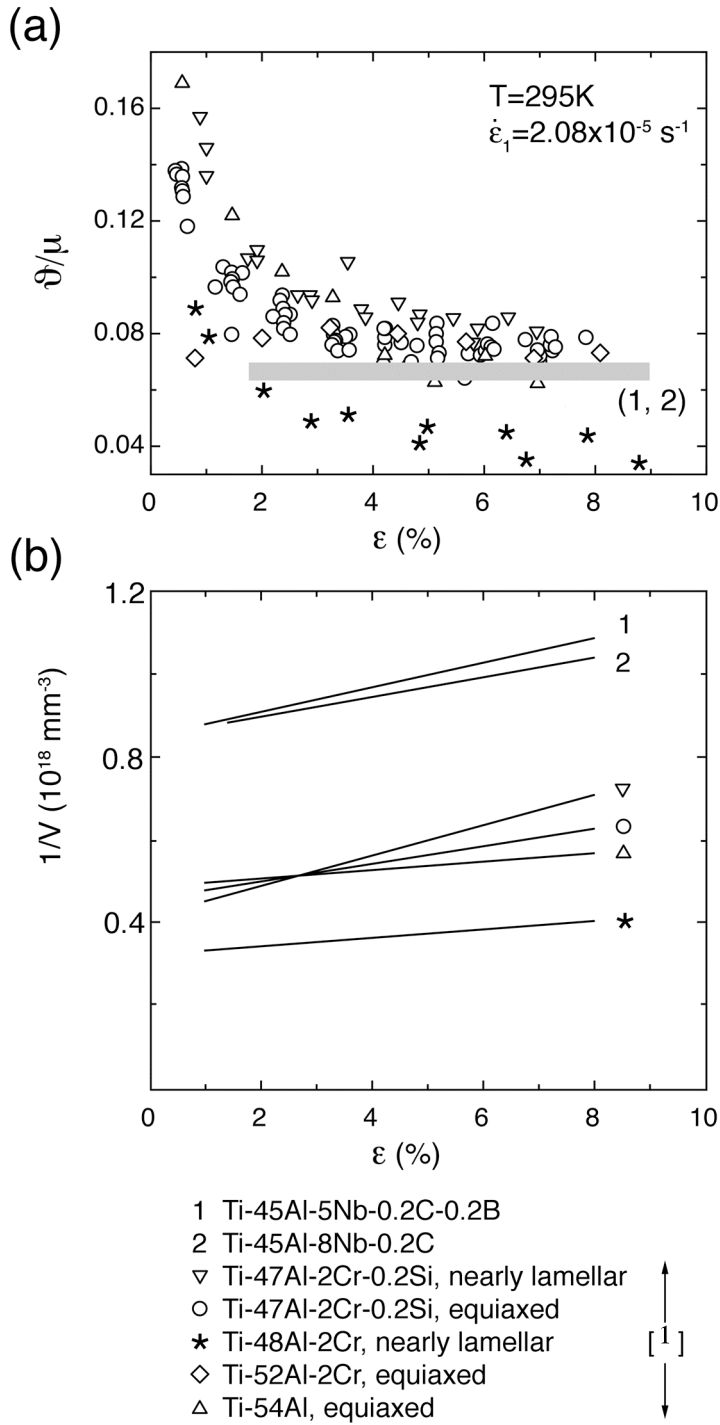 (a)
ϑ/μ
0.16
0.12
0.08
0.04
T=295K
ε̇₁=2.08x10⁻⁵ s⁻¹
(1, 2)
0 2 4 6 8 10
ε (%)
(b)
1/V (10¹⁸ mm⁻³)
1.2
0.8
0.4
1
2
0 2 4 6 8 10
ε (%)
1 Ti-45Al-5Nb-0.2C-0.2B
2 Ti-45Al-8Nb-0.2C
▽ Ti-47Al-2Cr-0.2Si, nearly lamellar
○ Ti-47Al-2Cr-0.2Si, equiaxed
★ Ti-48Al-2Cr, nearly lamellar
[1]
◇ Ti-52Al-2Cr, equiaxed
△ Ti-54Al, equiaxed